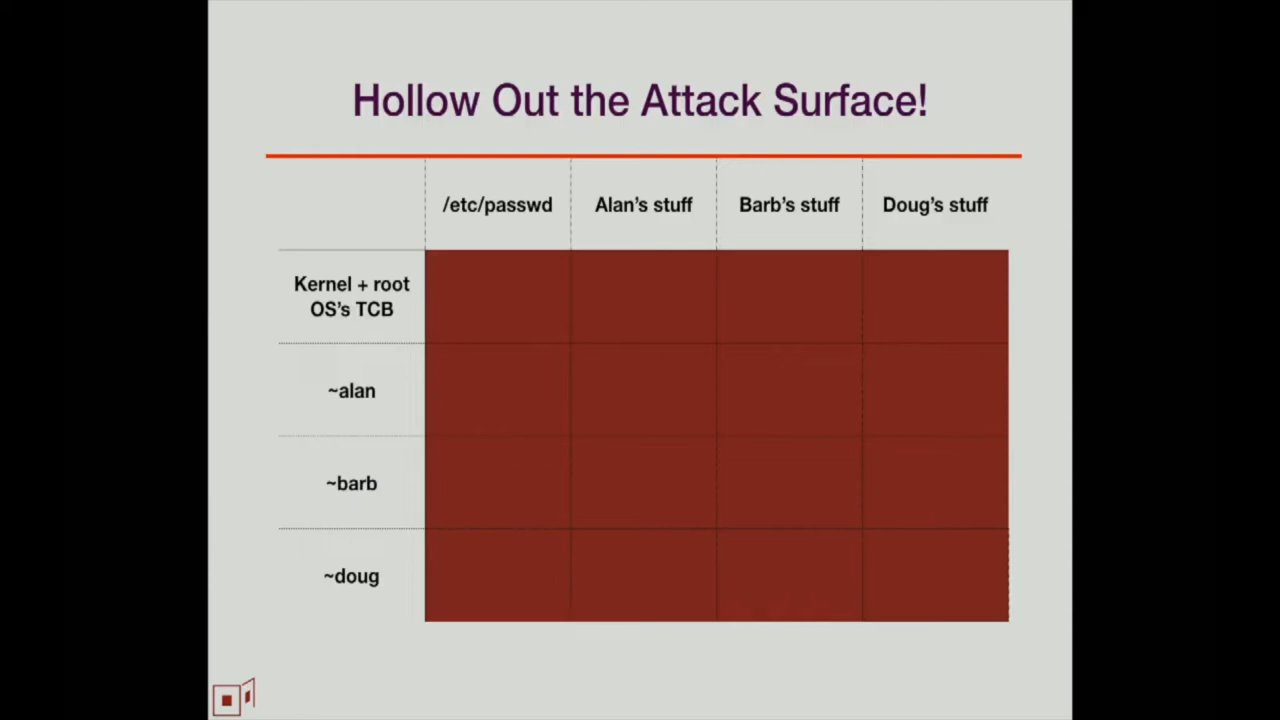 Hollow Out the Attack Surface!
/etc/passwd Alan’s stuff Barb’s stuff Doug’s stuff
Kernel + root
OS’s TCB
~alan
~barb
~doug